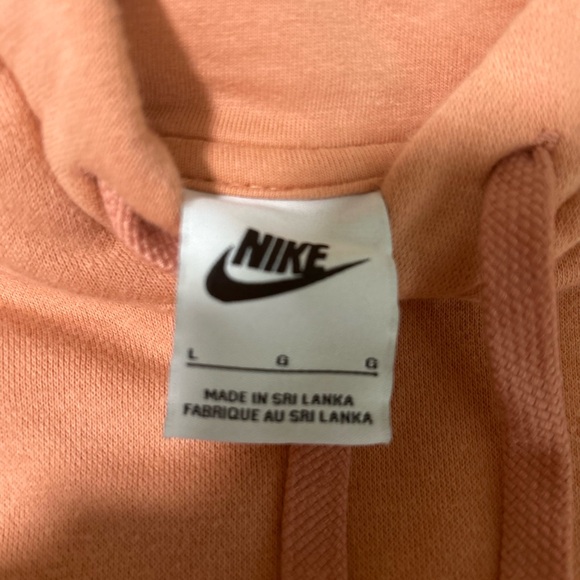 NIKE
L G G
MADE IN SRI LANKA
FABRIQUE AU SRI LANKA